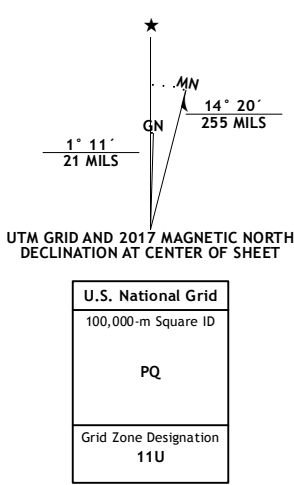 MN
GN
14° 20´
255 MILS
1° 11´
21 MILS
UTM GRID AND 2017 MAGNETIC NORTH
DECLINATION AT CENTER OF SHEET
U.S. National Grid
100,000-m Square ID
PQ
Grid Zone Designation
11U